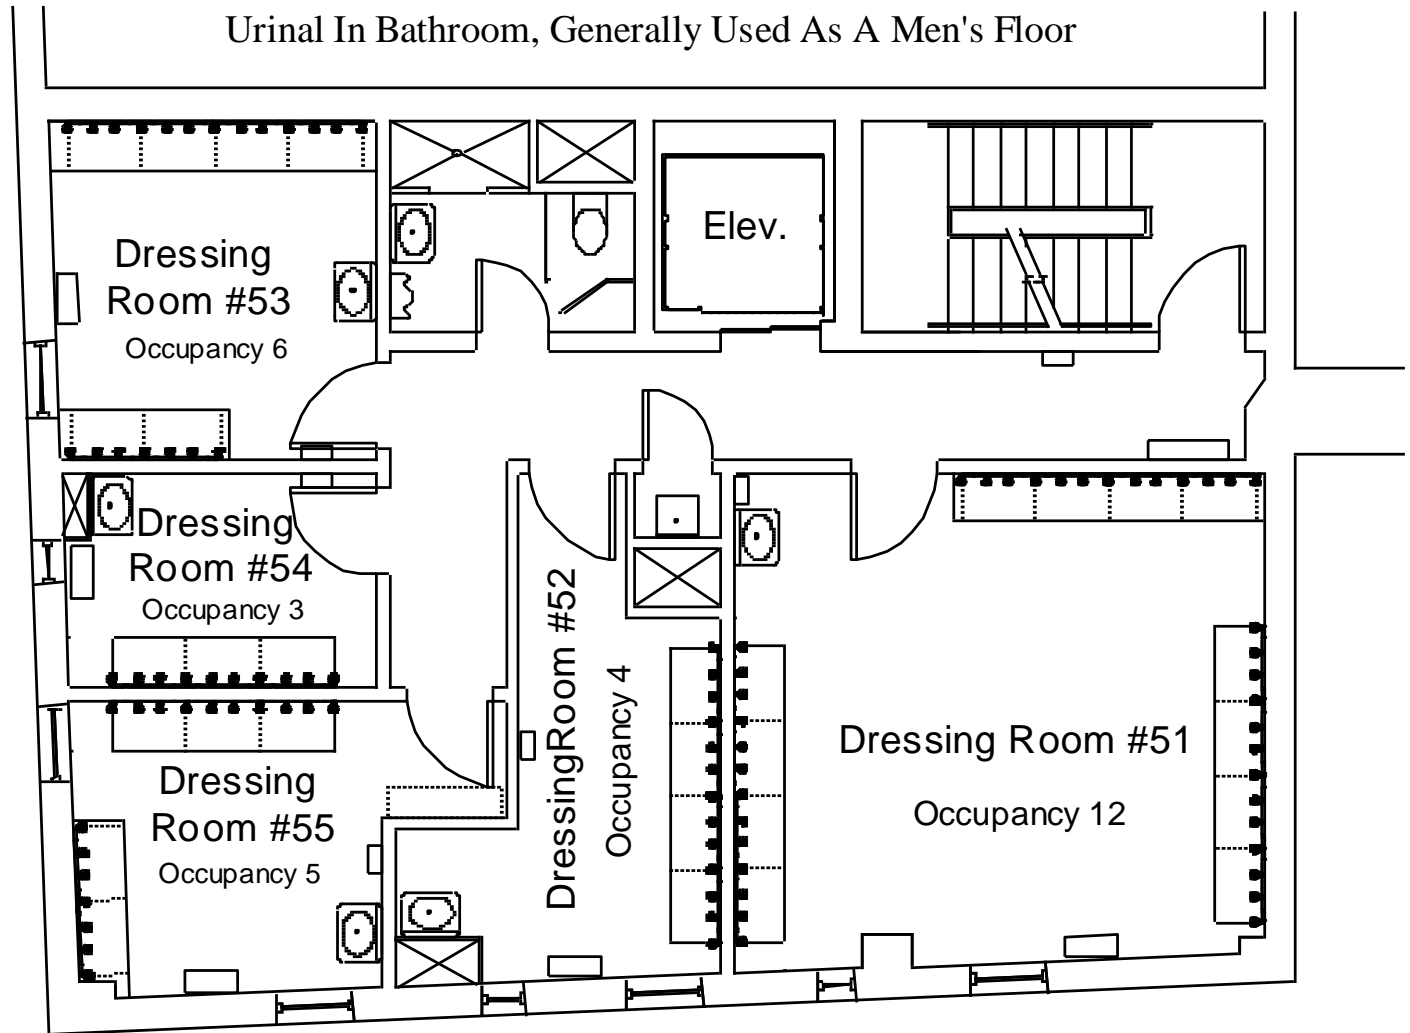 Urinal In Bathroom, Generally Used As A Men's Floor
Elev.
Dressing
Room #53
Occupancy 6
Dressing
Room #54
Occupancy 3
DressingRoom #52
Occupancy 4
Dressing Room #51
Occupancy 12
Dressing
Room #55
Occupancy 5